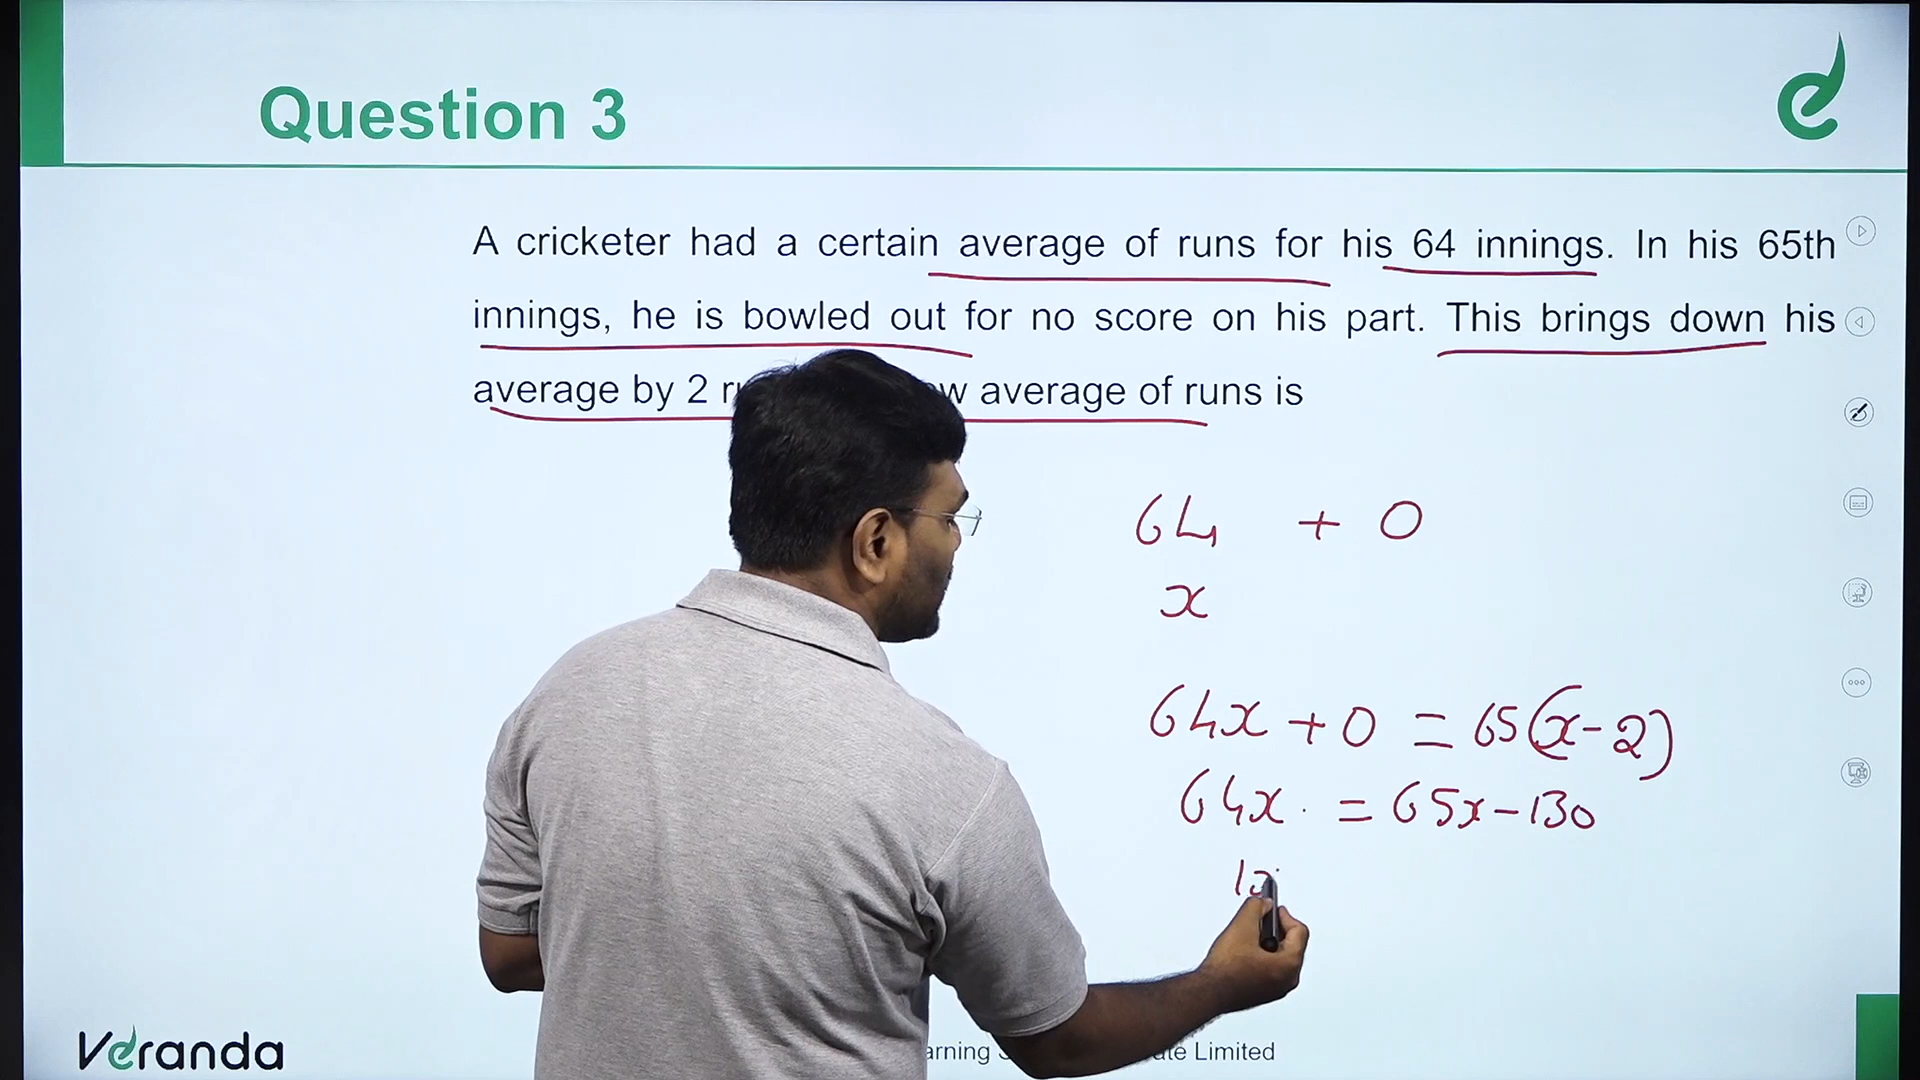 Question 3
A cricketer had a certain average of runs for his 64 innings. In his 65th
innings, he is bowled out for no score on his part. This brings down his
average by 2 average of runs is
64 + 0
x
64x + 0 = 65(x-2)
64x = 65x-130
Veranda Limited